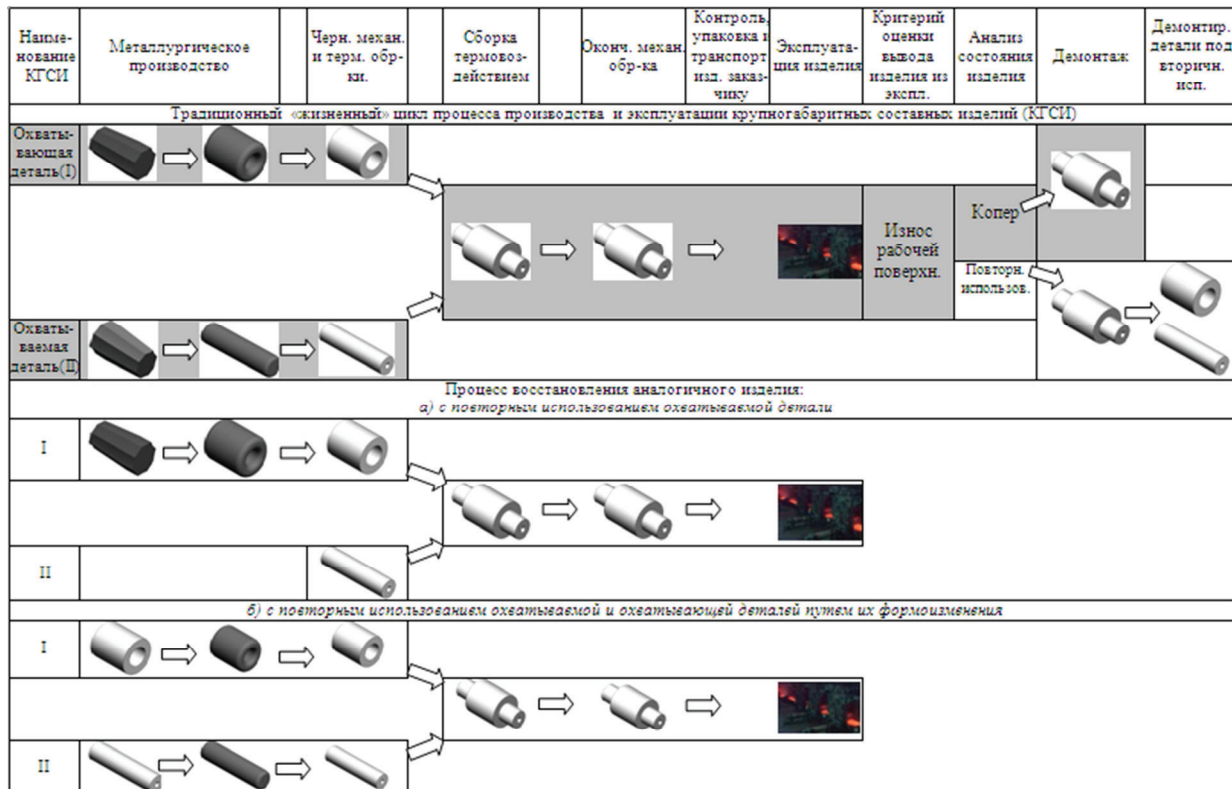 Наиме-
нование
КГСИ
Металлургическое
производство
Черн. механ.
и терм. обр-
ки.
Сборка
термовоз-
действием
Оконч. механ.
обр-ка
Контроль,
упаковка и
транспорт
изд. заказ-
чику
Эксплуата-
ция изделия
Критерий
оценки
вывода
изделия из
экспл.
Анализ
состояния
изделия
Демонтаж
Демонтир.
детали под
вторичн.
исп.
Традиционный «жизненный» цикл процесса производства и эксплуатации крупногабаритных составных изделий (КГСИ)
Охваты-
вающая
деталь(I)
Копер
Износ
рабочей
поверхн.
Повторн.
использов.
Охваты-
ваемая
деталь(II)
Процесс восстановления аналогичного изделия:
а) с повторным использованием охватываемой детали
I
II
б) с повторным использованием охватываемой и охватывающей деталей путем их формоизменения
I
II